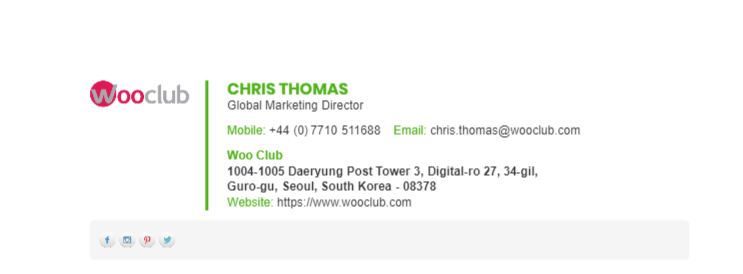 Wooclub
CHRIS THOMAS
Global Marketing Director
Mobile: +44 (0) 7710 511688 Email: chris.thomas@wooclub.com
Woo Club
1004-1005 Daeryung Post Tower 3, Digital-ro 27, 34-gil,
Guro-gu, Seoul, South Korea - 08378
Website: https://www.wooclub.com